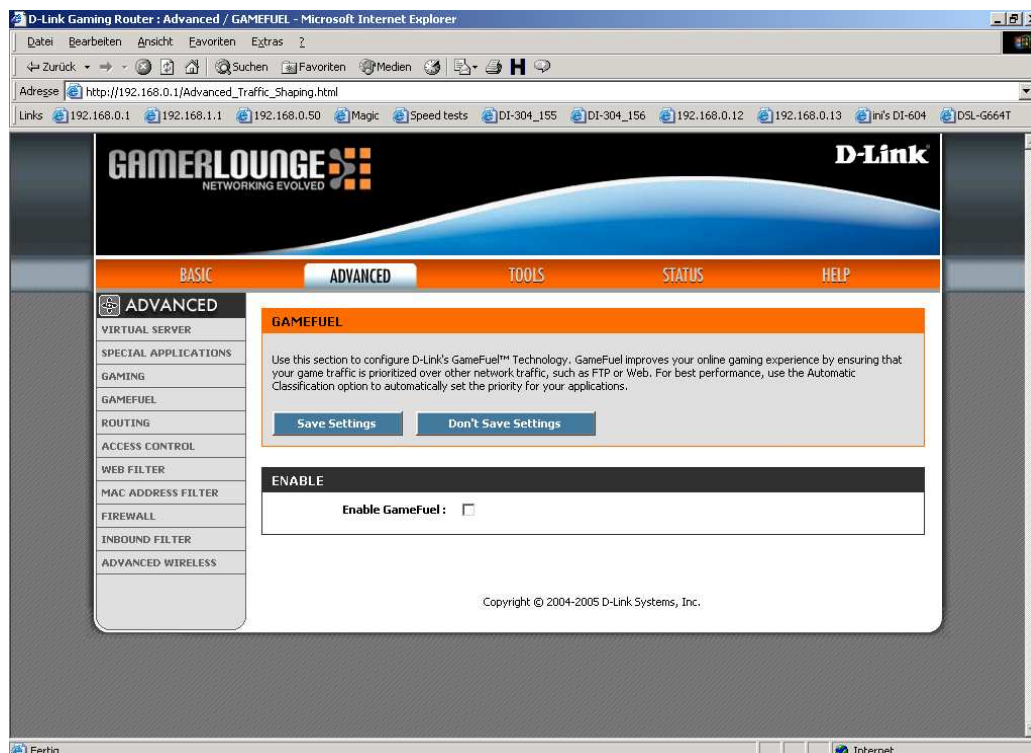 D-Link Gaming Router : Advanced / GAMEFUEL - Microsoft Internet Explorer
Datei Bearbeiten Ansicht Favoriten Extras ?
Zurück Suchen Favoriten Medien H
Adresse http://192.168.0.1/Advanced_Traffic_Shaping.html
Links 192.168.0.1 192.168.1.1 192.168.0.50 Magic Speed tests DI-304_155 DI-304_156 192.168.0.12 192.168.0.13 ini's DI-604 DSL-G664T
GAMERLOUNGE
NETWORKING EVOLVED
D-Link
BASIC ADVANCED TOOLS STATUS HELP
ADVANCED
VIRTUAL SERVER
SPECIAL APPLICATIONS
GAMING
GAMEFUEL
ROUTING
ACCESS CONTROL
WEB FILTER
MAC ADDRESS FILTER
FIREWALL
INBOUND FILTER
ADVANCED WIRELESS
GAMEFUEL
Use this section to configure D-Link's GameFuel™ Technology. GameFuel improves your online gaming experience by ensuring that
your game traffic is prioritized over other network traffic, such as FTP or Web. For best performance, use the Automatic
Classification option to automatically set the priority for your applications.
Save Settings Don't Save Settings
ENABLE
Enable GameFuel :
Copyright © 2004-2005 D-Link Systems, Inc.
Fertig Internet